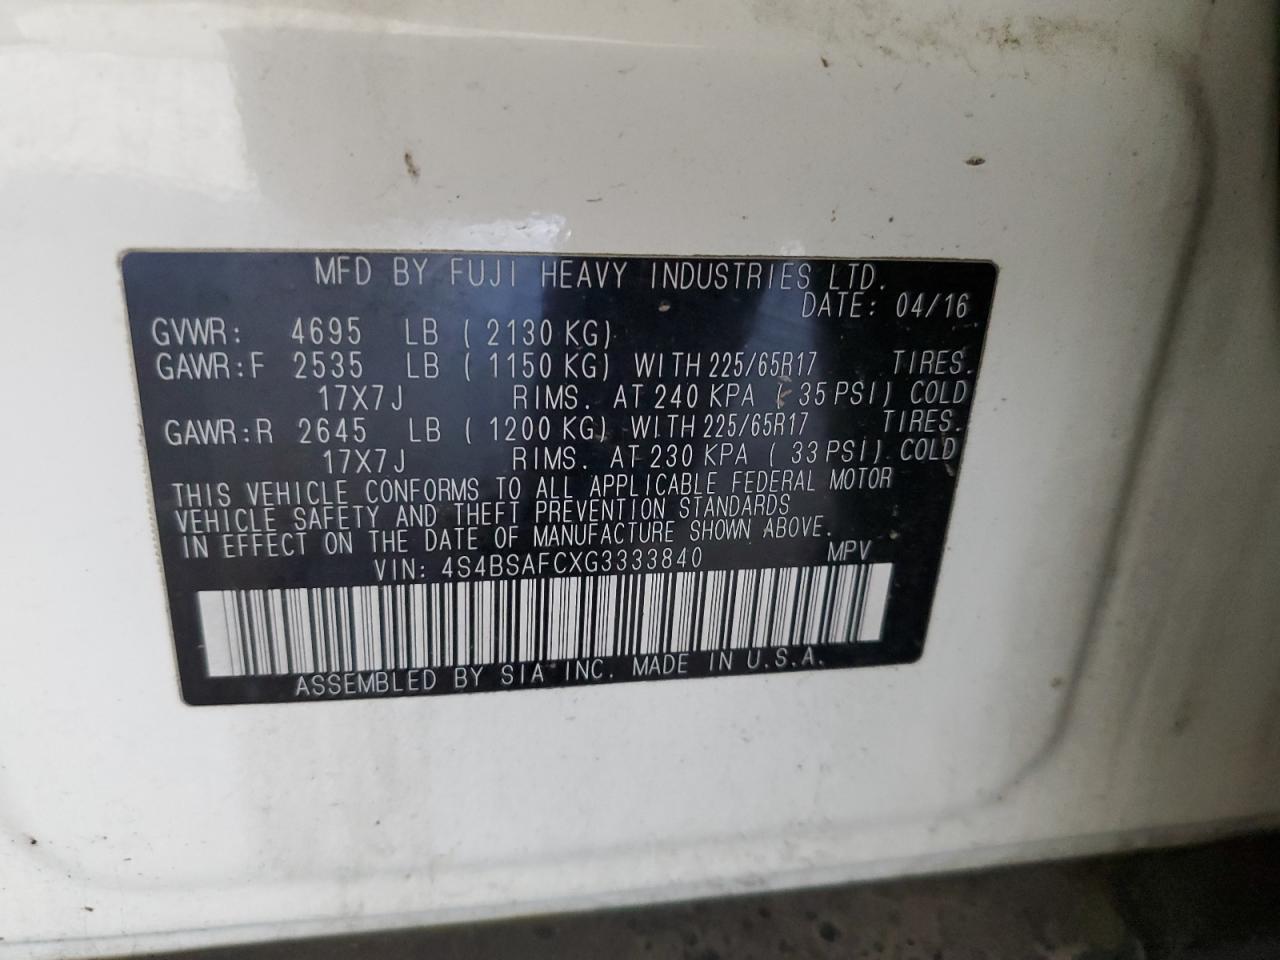 MFD BY FUJI HEAVY INDUSTRIES LTD.
DATE: 04/16
GVWR: 4695 LB ( 2130 KG)
GAWR:F 2535 LB ( 1150 KG) WITH 225/65R17 TIRES.
17X7J RIMS. AT 240 KPA ( 35 PSI) COLD
GAWR:R 2645 LB ( 1200 KG) WITH 225/65R17 TIRES.
17X7J RIMS. AT 230 KPA ( 33 PSI) COLD
THIS VEHICLE CONFORMS TO ALL APPLICABLE FEDERAL MOTOR
VEHICLE SAFETY AND THEFT PREVENTION STANDARDS
IN EFFECT ON THE DATE OF MANUFACTURE SHOWN ABOVE.
VIN: 4S4BSAFCXG3333840 MPV
ASSEMBLED BY SIA INC. MADE IN U.S.A.